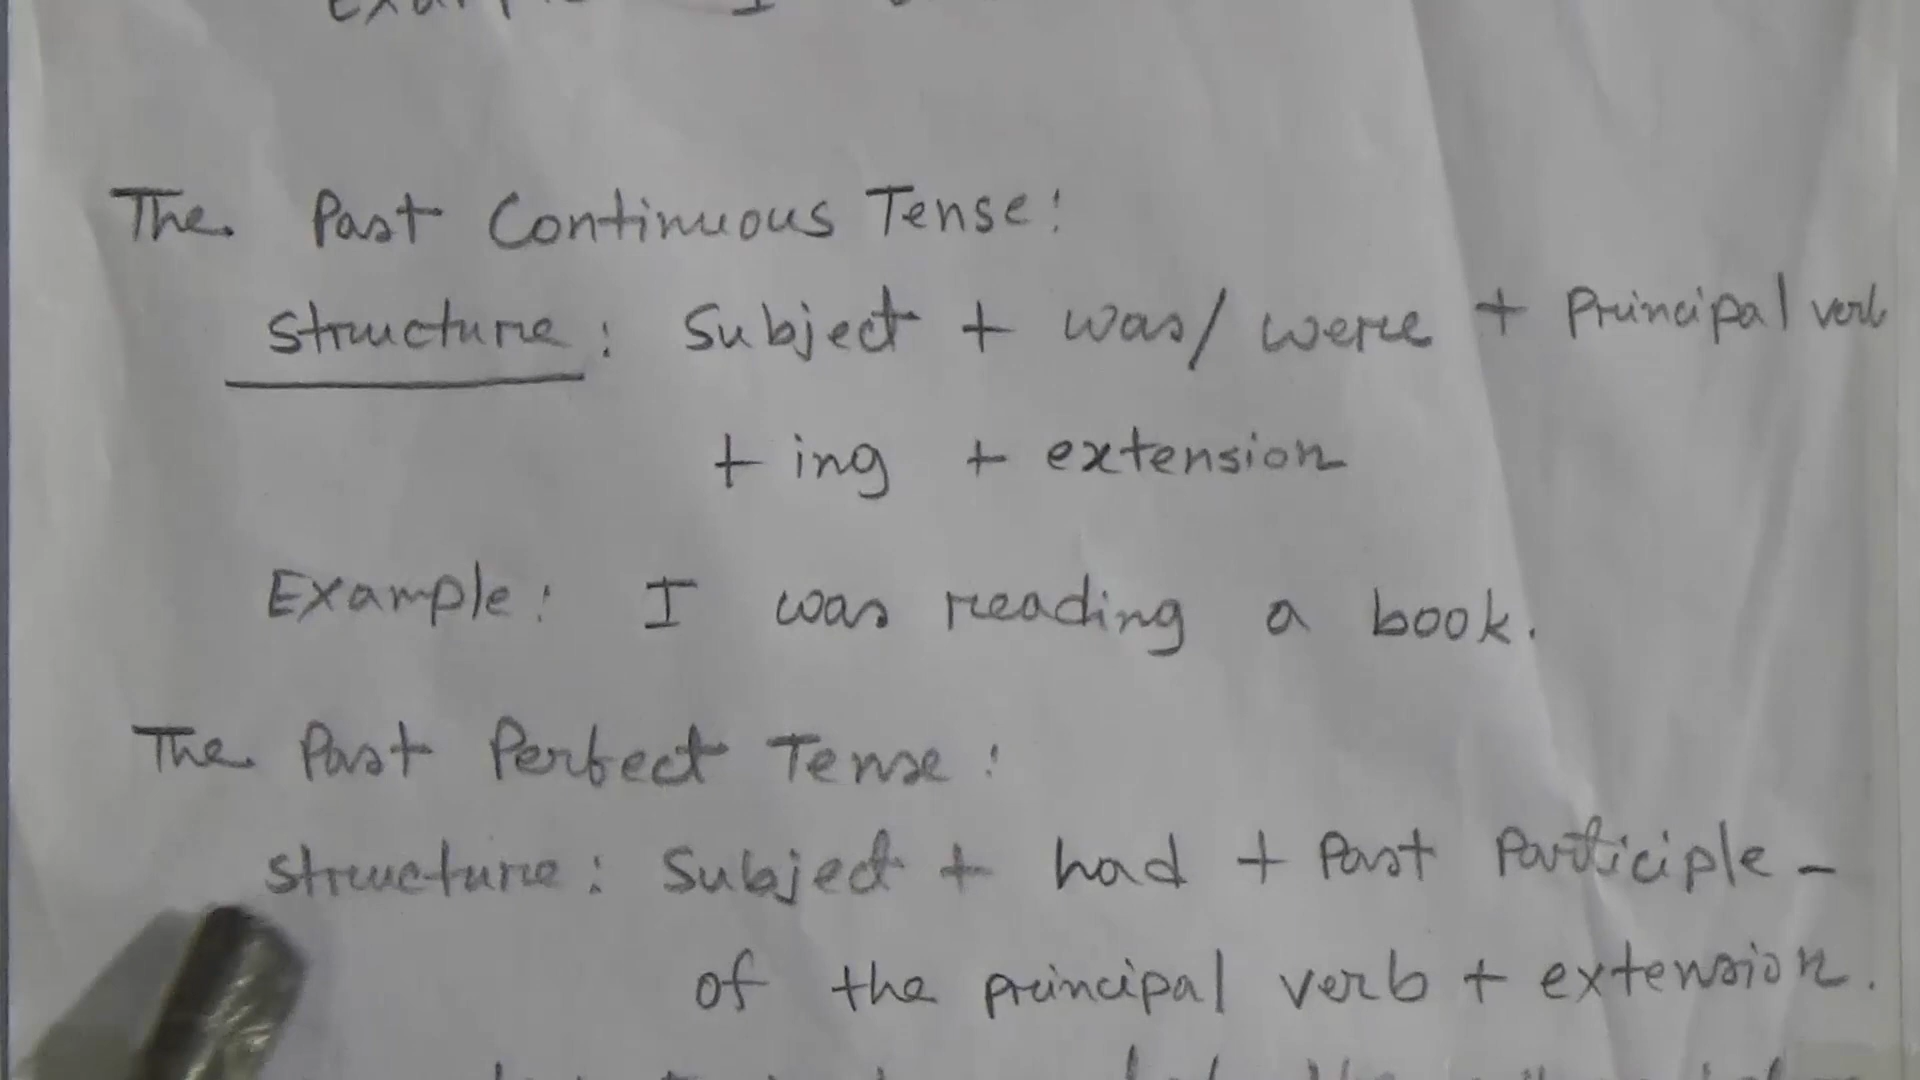 The Past Continuous Tense:
Structure: Subject + was/ were + Principal verb
+ ing + extension
Example: I was reading a book.
The Past Perfect Tense:
Structure: Subject + had + Past Participle -
of the principal verb + extension.